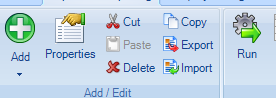 Cut Copy
Add Properties Paste Export Run
Delete Import
Add / Edit